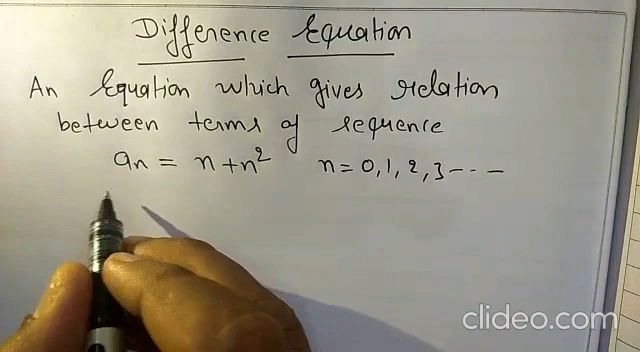 Difference Equation
An Equation which gives relation
between terms of sequence
an = n + n² n = 0, 1, 2, 3 - - -
clideo.com